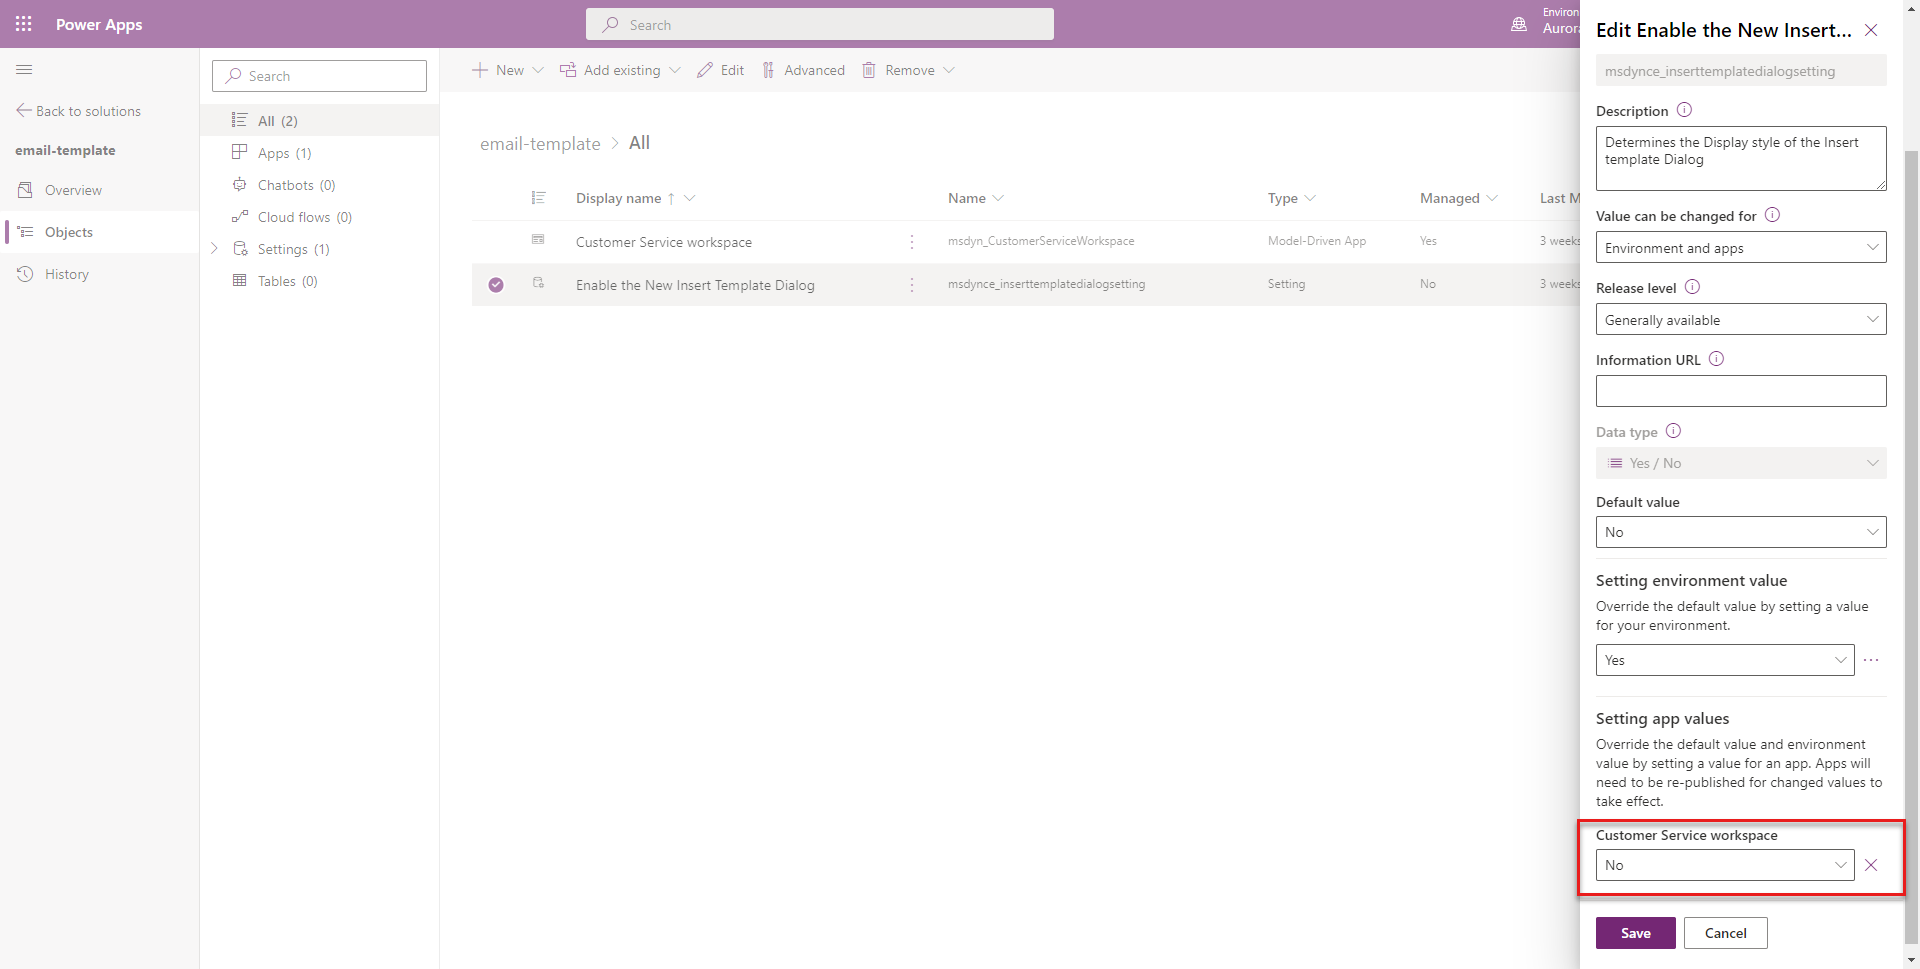 Power Apps
Search
Environ
Aurora
Back to solutions
email-template
Overview
Objects
History
Search
All (2)
Apps (1)
Chatbots (0)
Cloud flows (0)
Settings (1)
Tables (0)
New
Add existing
Edit
Advanced
Remove
email-template > All
Display name ↑
Name
Type
Managed
Last M
Customer Service workspace
msdyn_CustomerServiceWorkspace
Model-Driven App
Yes
3 weeks
Enable the New Insert Template Dialog
msdynce_inserttemplatedialogsetting
Setting
No
3 weeks
Edit Enable the New Insert...
msdynce_inserttemplatedialogsetting
Description
Determines the Display style of the Insert
template Dialog
Value can be changed for
Environment and apps
Release level
Generally available
Information URL
Data type
Yes / No
Default value
No
Setting environment value
Override the default value by setting a value
for your environment.
Yes
Setting app values
Override the default value and environment
value by setting a value for an app. Apps will
need to be re-published for changed values to
take effect.
Customer Service workspace
No
Save
Cancel